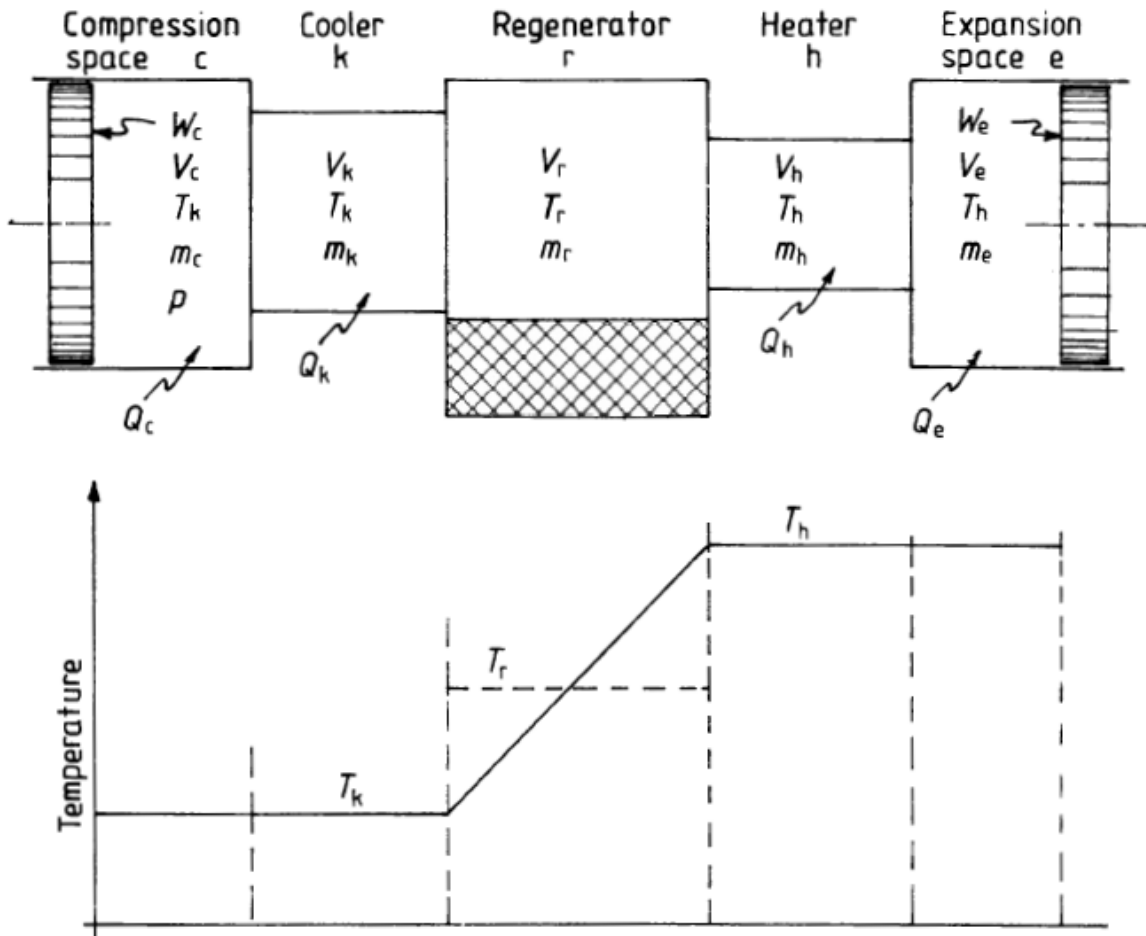 Compression
space c
Cooler
k
Regenerator
r
Heater
h
Expansion
space e
Wc
Vc
Tk
mc
p
Qc
Vk
Tk
mk
Qk
Vr
Tr
mr
Vh
Th
mh
Qh
We
Ve
Th
me
Qe
Temperature
Tk
Tr
Th